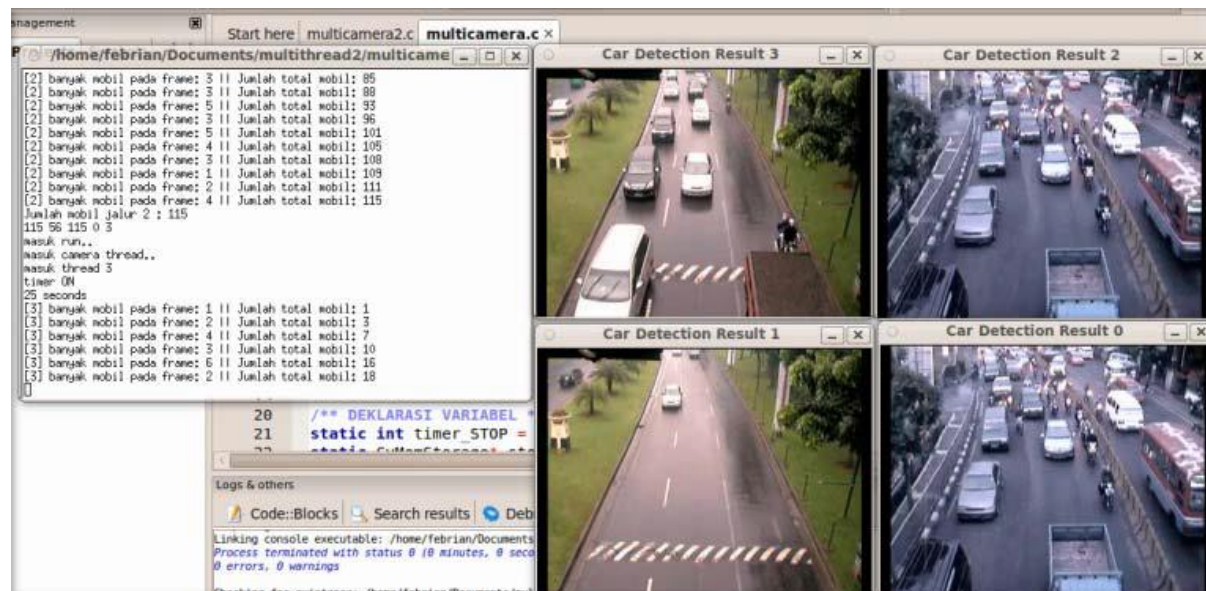 nagement
Start here multicamera2.c multicamera.c ×
/home/febrian/Documents/multithread2/multicame
[2] banyak mobil pada frame: 3 || Jumlah total mobil: 85
[2] banyak mobil pada frame: 3 || Jumlah total mobil: 88
[2] banyak mobil pada frame: 5 || Jumlah total mobil: 93
[2] banyak mobil pada frame: 3 || Jumlah total mobil: 96
[2] banyak mobil pada frame: 5 || Jumlah total mobil: 101
[2] banyak mobil pada frame: 4 || Jumlah total mobil: 105
[2] banyak mobil pada frame: 3 || Jumlah total mobil: 108
[2] banyak mobil pada frame: 1 || Jumlah total mobil: 109
[2] banyak mobil pada frame: 2 || Jumlah total mobil: 111
[2] banyak mobil pada frame: 4 || Jumlah total mobil: 115
Jumlah mobil jalur 2 : 115
115 56 115 0 3
masuk run..
masuk camera thread..
masuk thread 3
timer ON
25 seconds
[3] banyak mobil pada frame: 1 || Jumlah total mobil: 1
[3] banyak mobil pada frame: 2 || Jumlah total mobil: 3
[3] banyak mobil pada frame: 4 || Jumlah total mobil: 7
[3] banyak mobil pada frame: 3 || Jumlah total mobil: 10
[3] banyak mobil pada frame: 6 || Jumlah total mobil: 16
[3] banyak mobil pada frame: 2 || Jumlah total mobil: 18
20 /** DEKLARASI VARIABEL *
21 static int timer_STOP =
Logs & others
Code::Blocks Search results Deb
Linking console executable: /home/febrian/Documents
Process terminated with status 0 (0 minutes, 0 seco
0 errors, 0 warnings
Car Detection Result 3
Car Detection Result 2
Car Detection Result 1
Car Detection Result 0